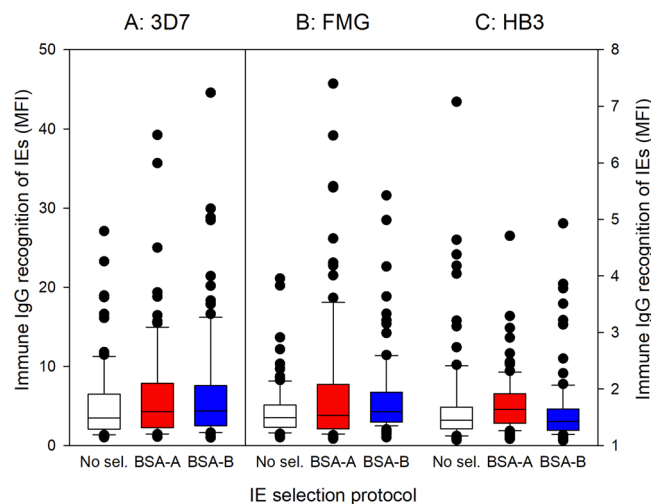 A: 3D7 B: FMG C: HB3
Immune IgG recognition of IEs (MFI)
50
40
30
20
10
0
8
7
6
5
4
3
2
1
Immune IgG recognition of IEs (MFI)
No sel. BSA-A BSA-B No sel. BSA-A BSA-B No sel. BSA-A BSA-B
IE selection protocol